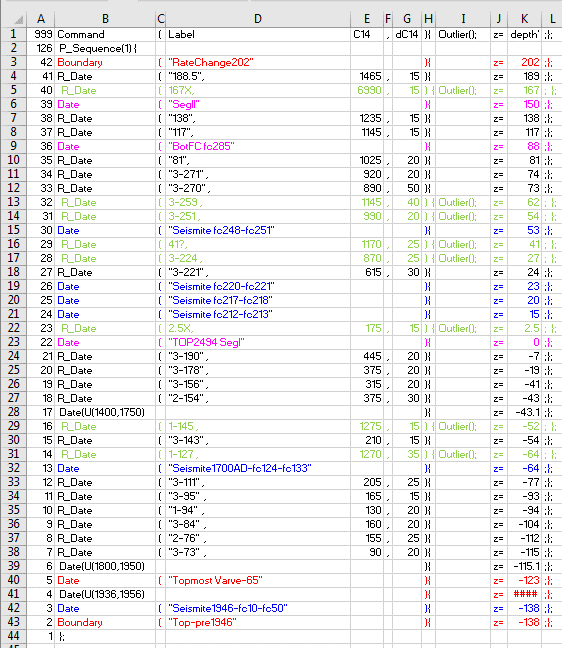 A B C D E F G H I J K L
1 999 Command ( Label C14 , dC14 ){ Outlier(); z= depth' ;};
2 126 P_Sequence(1) {
3 42 Boundary ( "RateChange202" ){ z= 202 ;};
4 41 R_Date ( "188.5", 1465 , 15 ){ z= 189 ;};
5 40 R_Date ( 167X, 6990 , 15 ) { Outlier(); z= 167 ; };
6 39 Date ( "SegII" ){ z= 150 ;};
7 38 R_Date ( "138", 1235 , 15 ){ z= 138 ;};
8 37 R_Date ( "117", 1145 , 15 ){ z= 117 ;};
9 36 Date ( "BotFC fc285" ){ z= 88 ;};
10 35 R_Date ( "81", 1025 , 20 ){ z= 81 ;};
11 34 R_Date ( "3-271" , 920 , 20 ){ z= 74 ;};
12 33 R_Date ( "3-270" , 890 , 50 ){ z= 73 ;};
13 32 R_Date ( 3-259 , 1145 , 40 ) { Outlier(); z= 62 ; };
14 31 R_Date ( 3-251 , 990 , 20 ) { Outlier(); z= 54 ; };
15 30 Date ( "Seismite fc248-fc251" ){ z= 53 ;};
16 29 R_Date ( 41?, 1170 , 25 ) { Outlier(); z= 41 ; };
17 28 R_Date ( 3-224 , 870 , 25 ) { Outlier(); z= 27 ; };
18 27 R_Date ( "3-221" , 615 , 30 ){ z= 24 ;};
19 26 Date ( "Seismite fc220-fc221" ){ z= 23 ;};
20 25 Date ( "Seismite fc217-fc218" ){ z= 20 ;};
21 24 Date ( "Seismite fc212-fc213" ){ z= 15 ;};
22 23 R_Date ( 2.5X, 175 , 15 ) { Outlier(); z= 2.5 ; };
23 22 Date ( "TOP2494 SegI" ){ z= 0 ;};
24 21 R_Date ( "3-190" , 445 , 20 ){ z= -7 ;};
25 20 R_Date ( "3-178" , 375 , 20 ){ z= -19 ;};
26 19 R_Date ( "3-156" , 315 , 20 ){ z= -41 ;};
27 18 R_Date ( "2-154" , 375 , 30 ){ z= -43 ;};
28 17 Date(U(1400,1750) ){ z= -43.1 ;};
29 16 R_Date ( 1-145 , 1275 , 15 ) { Outlier(); z= -52 ; };
30 15 R_Date ( "3-143" , 210 , 15 ){ z= -54 ;};
31 14 R_Date ( 1-127 , 1270 , 35 ) { Outlier(); z= -64 ; };
32 13 Date ( "Seismite1700AD-fc124-fc133" ){ z= -64 ;};
33 12 R_Date ( "3-111" , 205 , 25 ){ z= -77 ;};
34 11 R_Date ( "3-95" , 165 , 15 ){ z= -93 ;};
35 10 R_Date ( "1-94" , 130 , 20 ){ z= -94 ;};
36 9 R_Date ( "3-84" , 160 , 20 ){ z= -104 ;};
37 8 R_Date ( "2-76" , 155 , 25 ){ z= -112 ;};
38 7 R_Date ( "3-73" , 90 , 20 ){ z= -115 ;};
39 6 Date(U(1800,1950) ){ z= -115.1 ;};
40 5 Date ( "Topmost Varve-65" ){ z= -123 ;};
41 4 Date(U(1936,1956) ){ z= #### ;};
42 3 Date ( "Seismite1946-fc10-fc50" ){ z= -138 ;};
43 2 Boundary ( "Top-pre1946" ){ z= -138 ;};
44 1 };